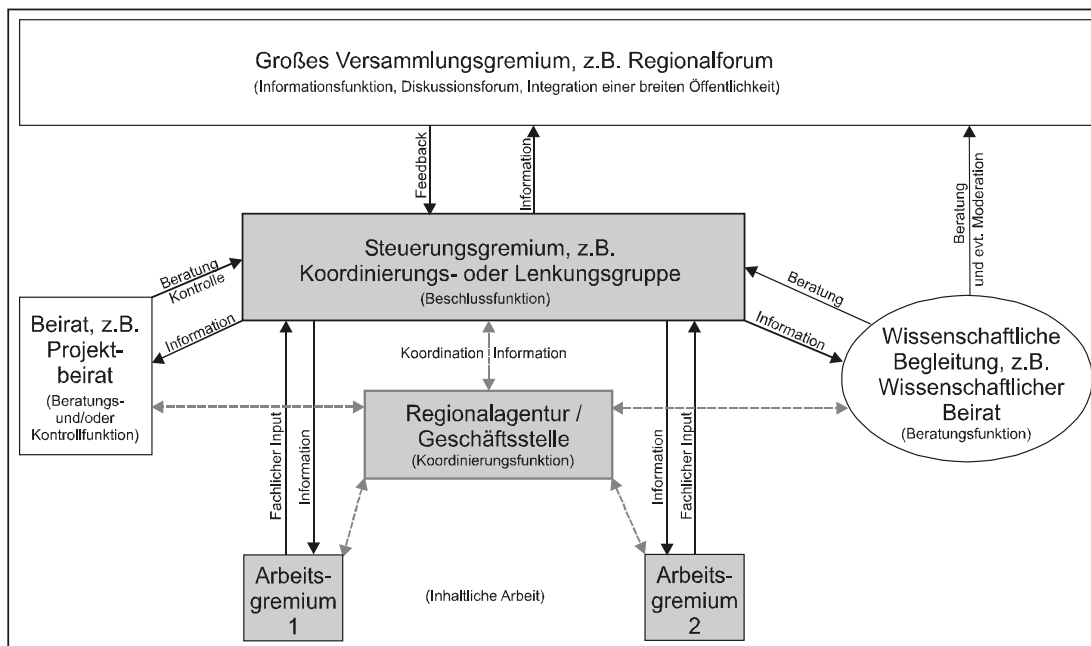 Großes Versammlungsgremium, z.B. Regionalforum
(Informationsfunktion, Diskussionsforum, Integration einer breiten Öffentlichkeit)
Feedback
Information
Beratung
und evt. Moderation
Steuerungsgremium, z.B.
Koordinierungs- oder Lenkungsgruppe
(Beschlussfunktion)
Beratung
Kontrolle
Information
Beratung
Information
Beirat, z.B.
Projekt-
beirat
(Beratungs-
und/oder
Kontrollfunktion)
Koordination
Information
Wissenschaftliche
Begleitung, z.B.
Wissenschaftlicher
Beirat
(Beratungsfunktion)
Regionalagentur /
Geschäftsstelle
(Koordinierungsfunktion)
Fachlicher Input
Information
Information
Fachlicher Input
Arbeits-
gremium
1
(Inhaltliche Arbeit)
Arbeits-
gremium
2